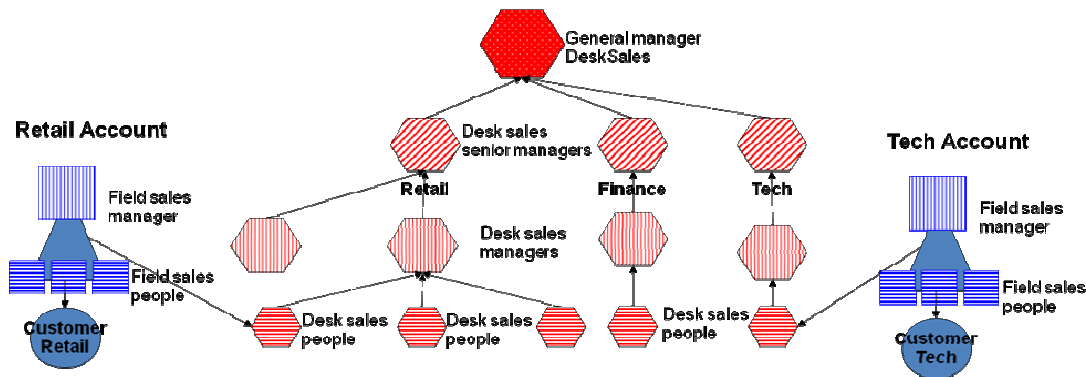 General manager
DeskSales
Retail Account
Desk sales
senior managers
Tech Account
Retail
Finance
Tech
Field sales
manager
Desk sales
managers
Field sales
manager
Field sales
people
Desk sales
people
Desk sales
people
Desk sales
people
Field sales
people
Customer
Retail
Customer
Tech